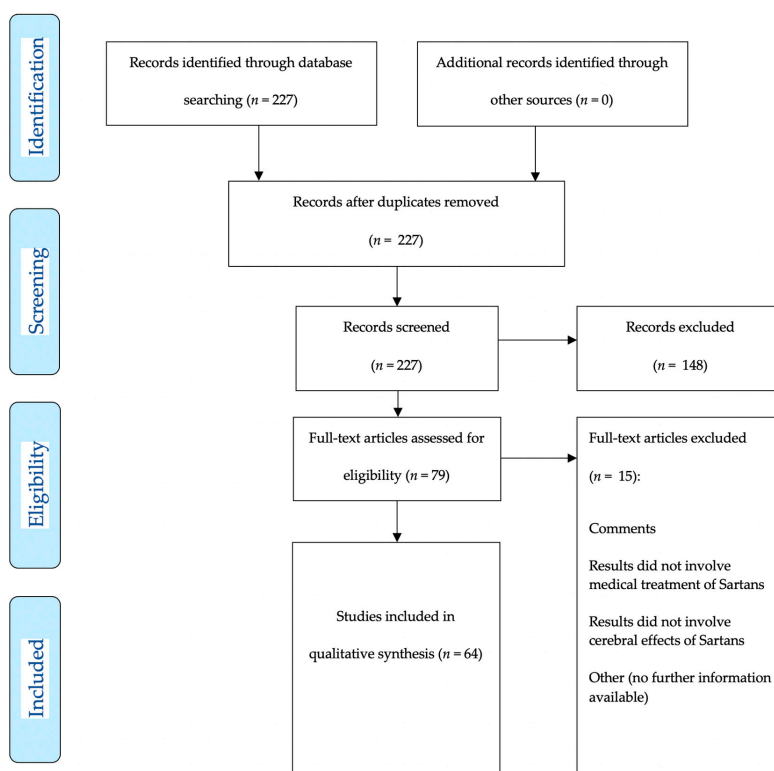 Identification
Records identified through database
searching (n = 227)
Additional records identified through
other sources (n = 0)
Screening
Records after duplicates removed
(n = 227)
Records screened
(n = 227)
Records excluded
(n = 148)
Eligibility
Full-text articles assessed for
eligibility (n = 79)
Full-text articles excluded
(n = 15):
Comments
Results did not involve
medical treatment of Sartans
Results did not involve
cerebral effects of Sartans
Other (no further information
available)
Included
Studies included in
qualitative synthesis (n = 64)